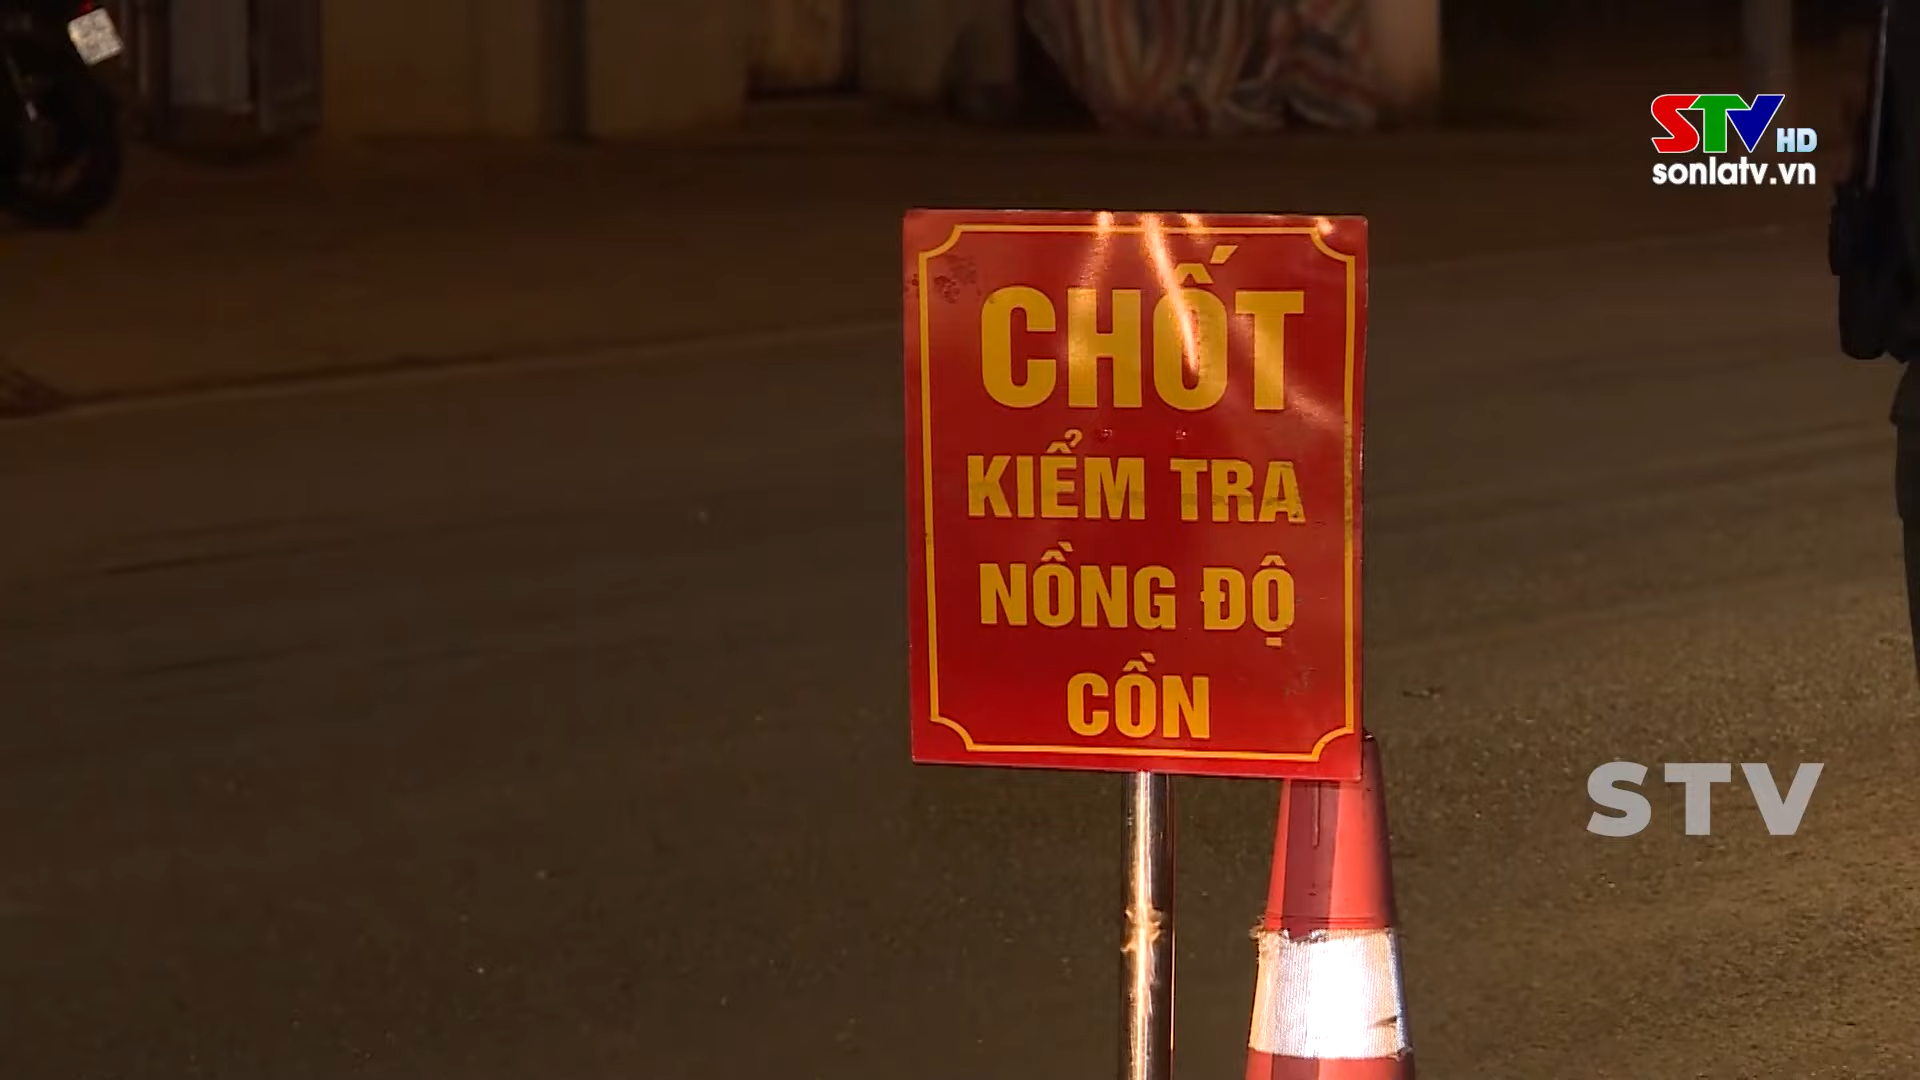 STV HD
sonlatv.vn
CHỐT
KIỂM TRA
NỒNG ĐỘ
CỒN
STV